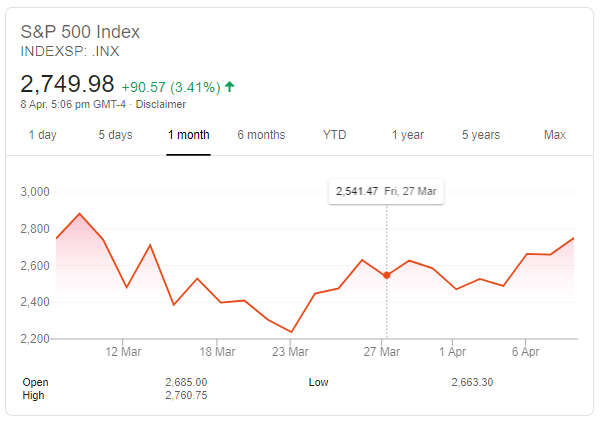 S&P 500 Index
INDEXSP: .INX
2,749.98 +90.57 (3.41%)
8 Apr, 5:06 pm GMT-4 · Disclaimer
1 day 5 days 1 month 6 months YTD 1 year 5 years Max
2,541.47 Fri, 27 Mar
3,000
2,800
2,600
2,400
2,200
12 Mar 18 Mar 23 Mar 27 Mar 1 Apr 6 Apr
Open 2,685.00 Low 2,663.30
High 2,760.75